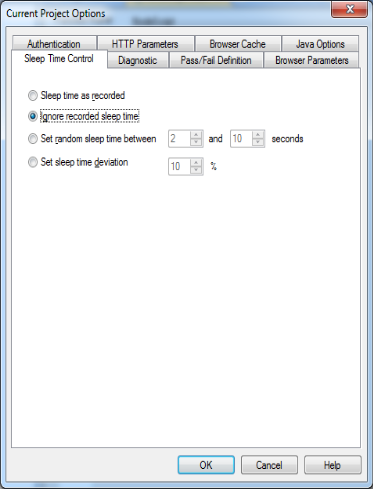 Current Project Options
Authentication HTTP Parameters Browser Cache Java Options
Sleep Time Control Diagnostic Pass/Fail Definition Browser Parameters
Sleep time as recorded
Ignore recorded sleep time
Set random sleep time between 2 and 10 seconds
Set sleep time deviation 10 %
OK Cancel Help